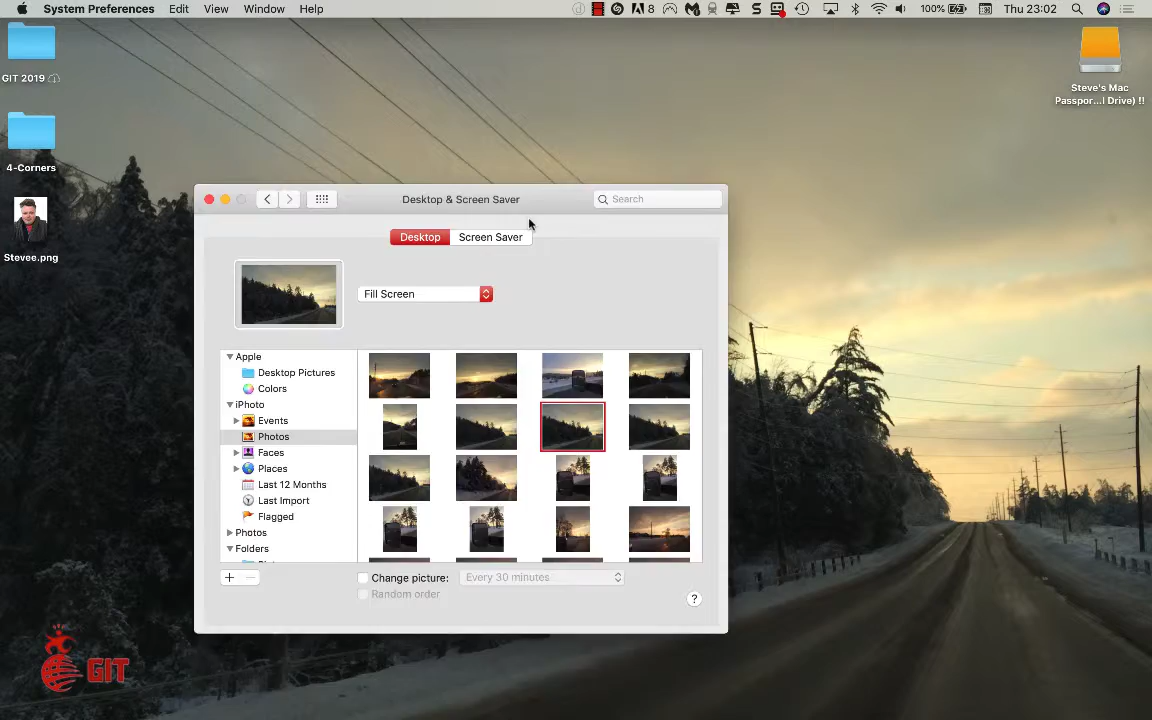 System Preferences Edit View Window Help
8 100% Thu 23:02
GIT 2019
4-Corners
Stevee.png
Steve's Mac
Passpor...l Drive) !!
Desktop & Screen Saver
Search
Desktop Screen Saver
Fill Screen
Apple
Desktop Pictures
Colors
iPhoto
Events
Photos
Faces
Places
Last 12 Months
Last Import
Flagged
Photos
Folders
+ −
Change picture: Every 30 minutes
Random order
?
GIT